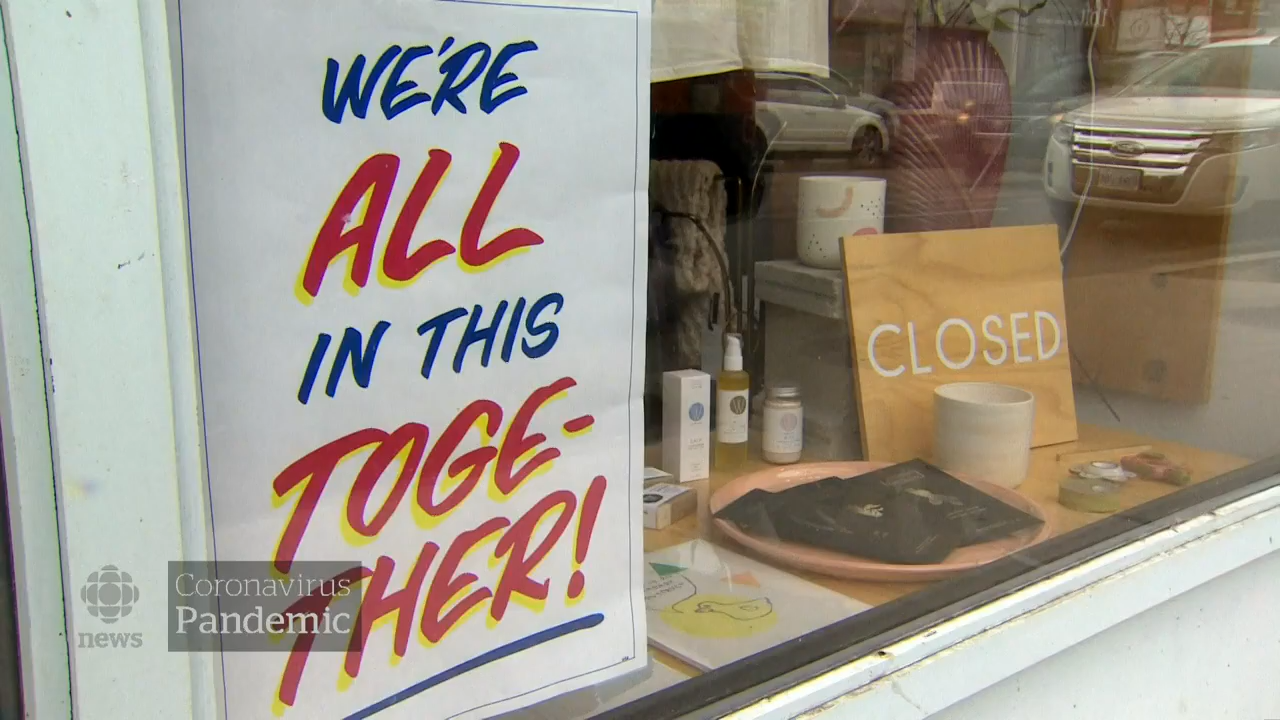 WE'RE
ALL
IN THIS
TOGE-
THER!
CLOSED
news
Coronavirus
Pandemic